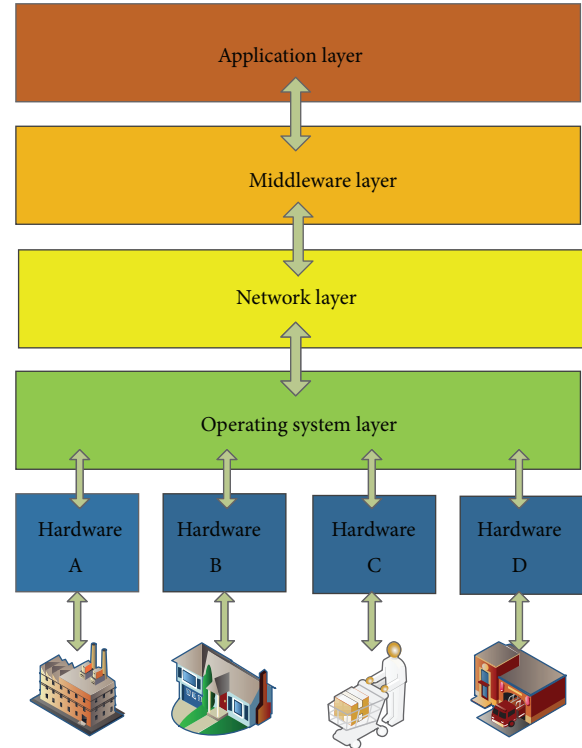 Application layer
Middleware layer
Network layer
Operating system layer
Hardware
A
Hardware
B
Hardware
C
Hardware
D